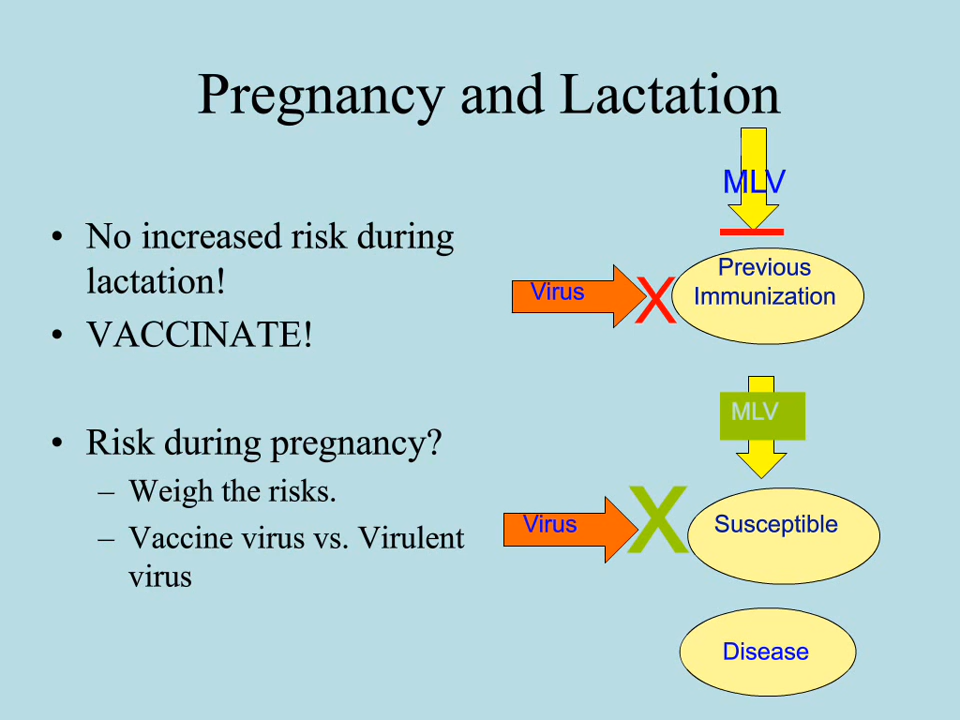 Pregnancy and Lactation
• No increased risk during
lactation!
• VACCINATE!
• Risk during pregnancy?
– Weigh the risks.
– Vaccine virus vs. Virulent
virus
MLV
Previous
Immunization
Virus
X
MLV
Virus
X
Susceptible
Disease